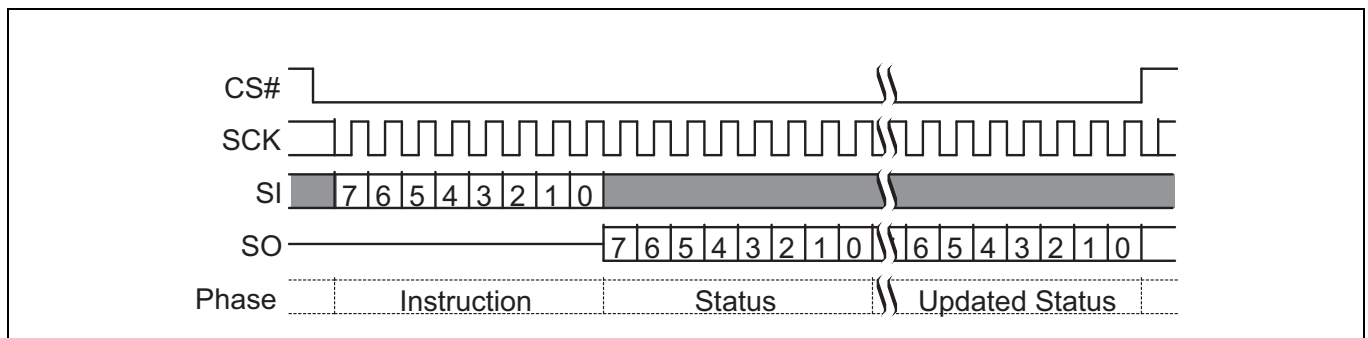 CS#
SCK
SI 7 6 5 4 3 2 1 0
SO 7 6 5 4 3 2 1 0 6 5 4 3 2 1 0
Phase Instruction Status Updated Status